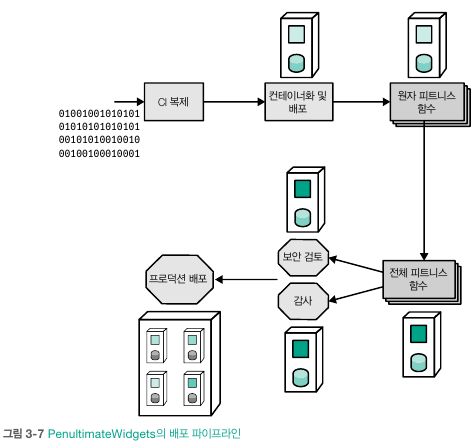 01001001010101
01010101010101
00101010010010
00100100010001
CI 복제
컨테이너화 및
배포
원자 피트니스
함수
보안 검토
프로덕션 배포
감사
전체 피트니스
함수
그림 3-7 PenultimateWidgets의 배포 파이프라인